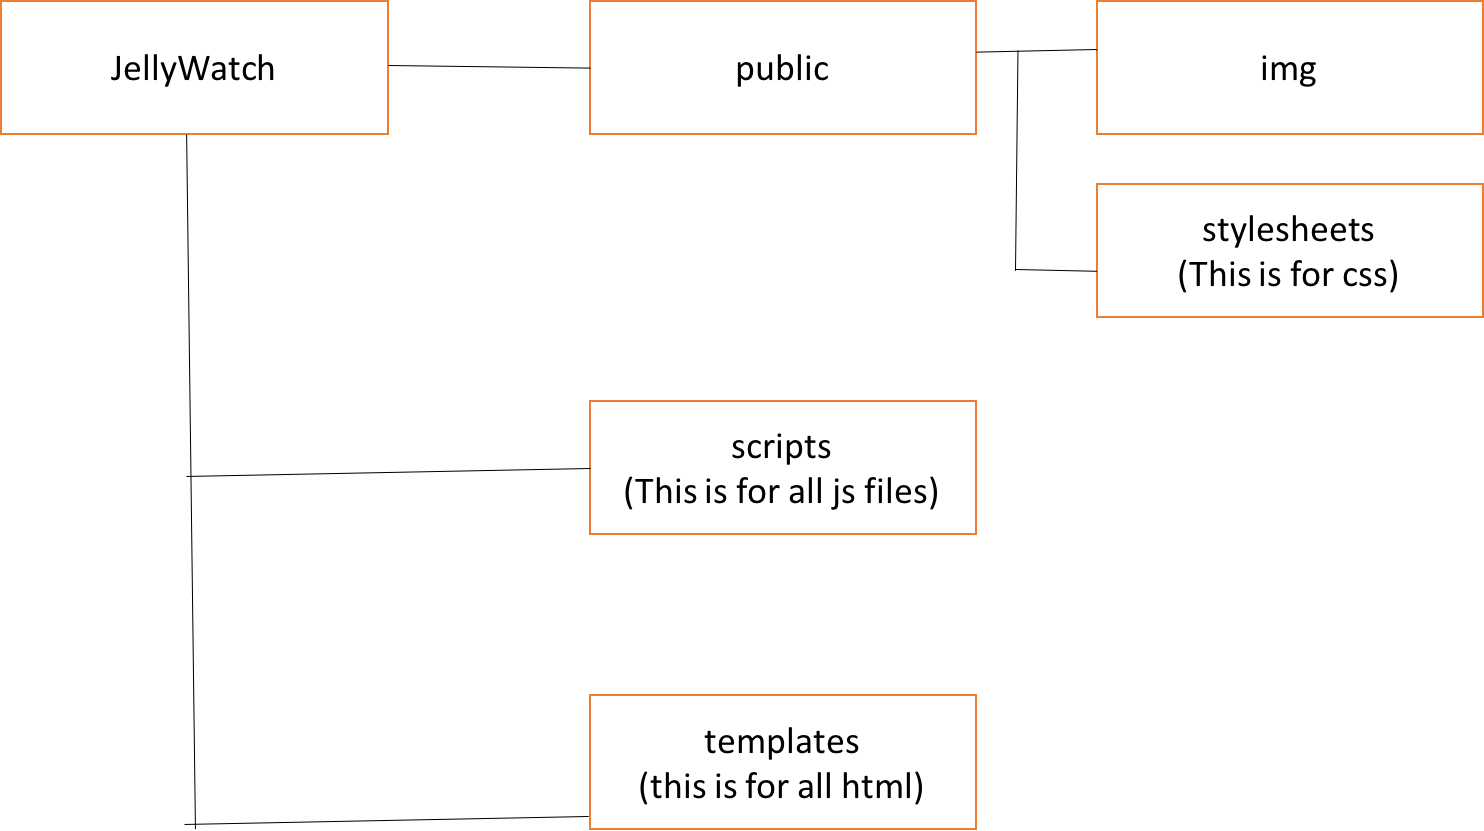 JellyWatch
public
img
stylesheets
(This is for css)
scripts
(This is for all js files)
templates
(this is for all html)